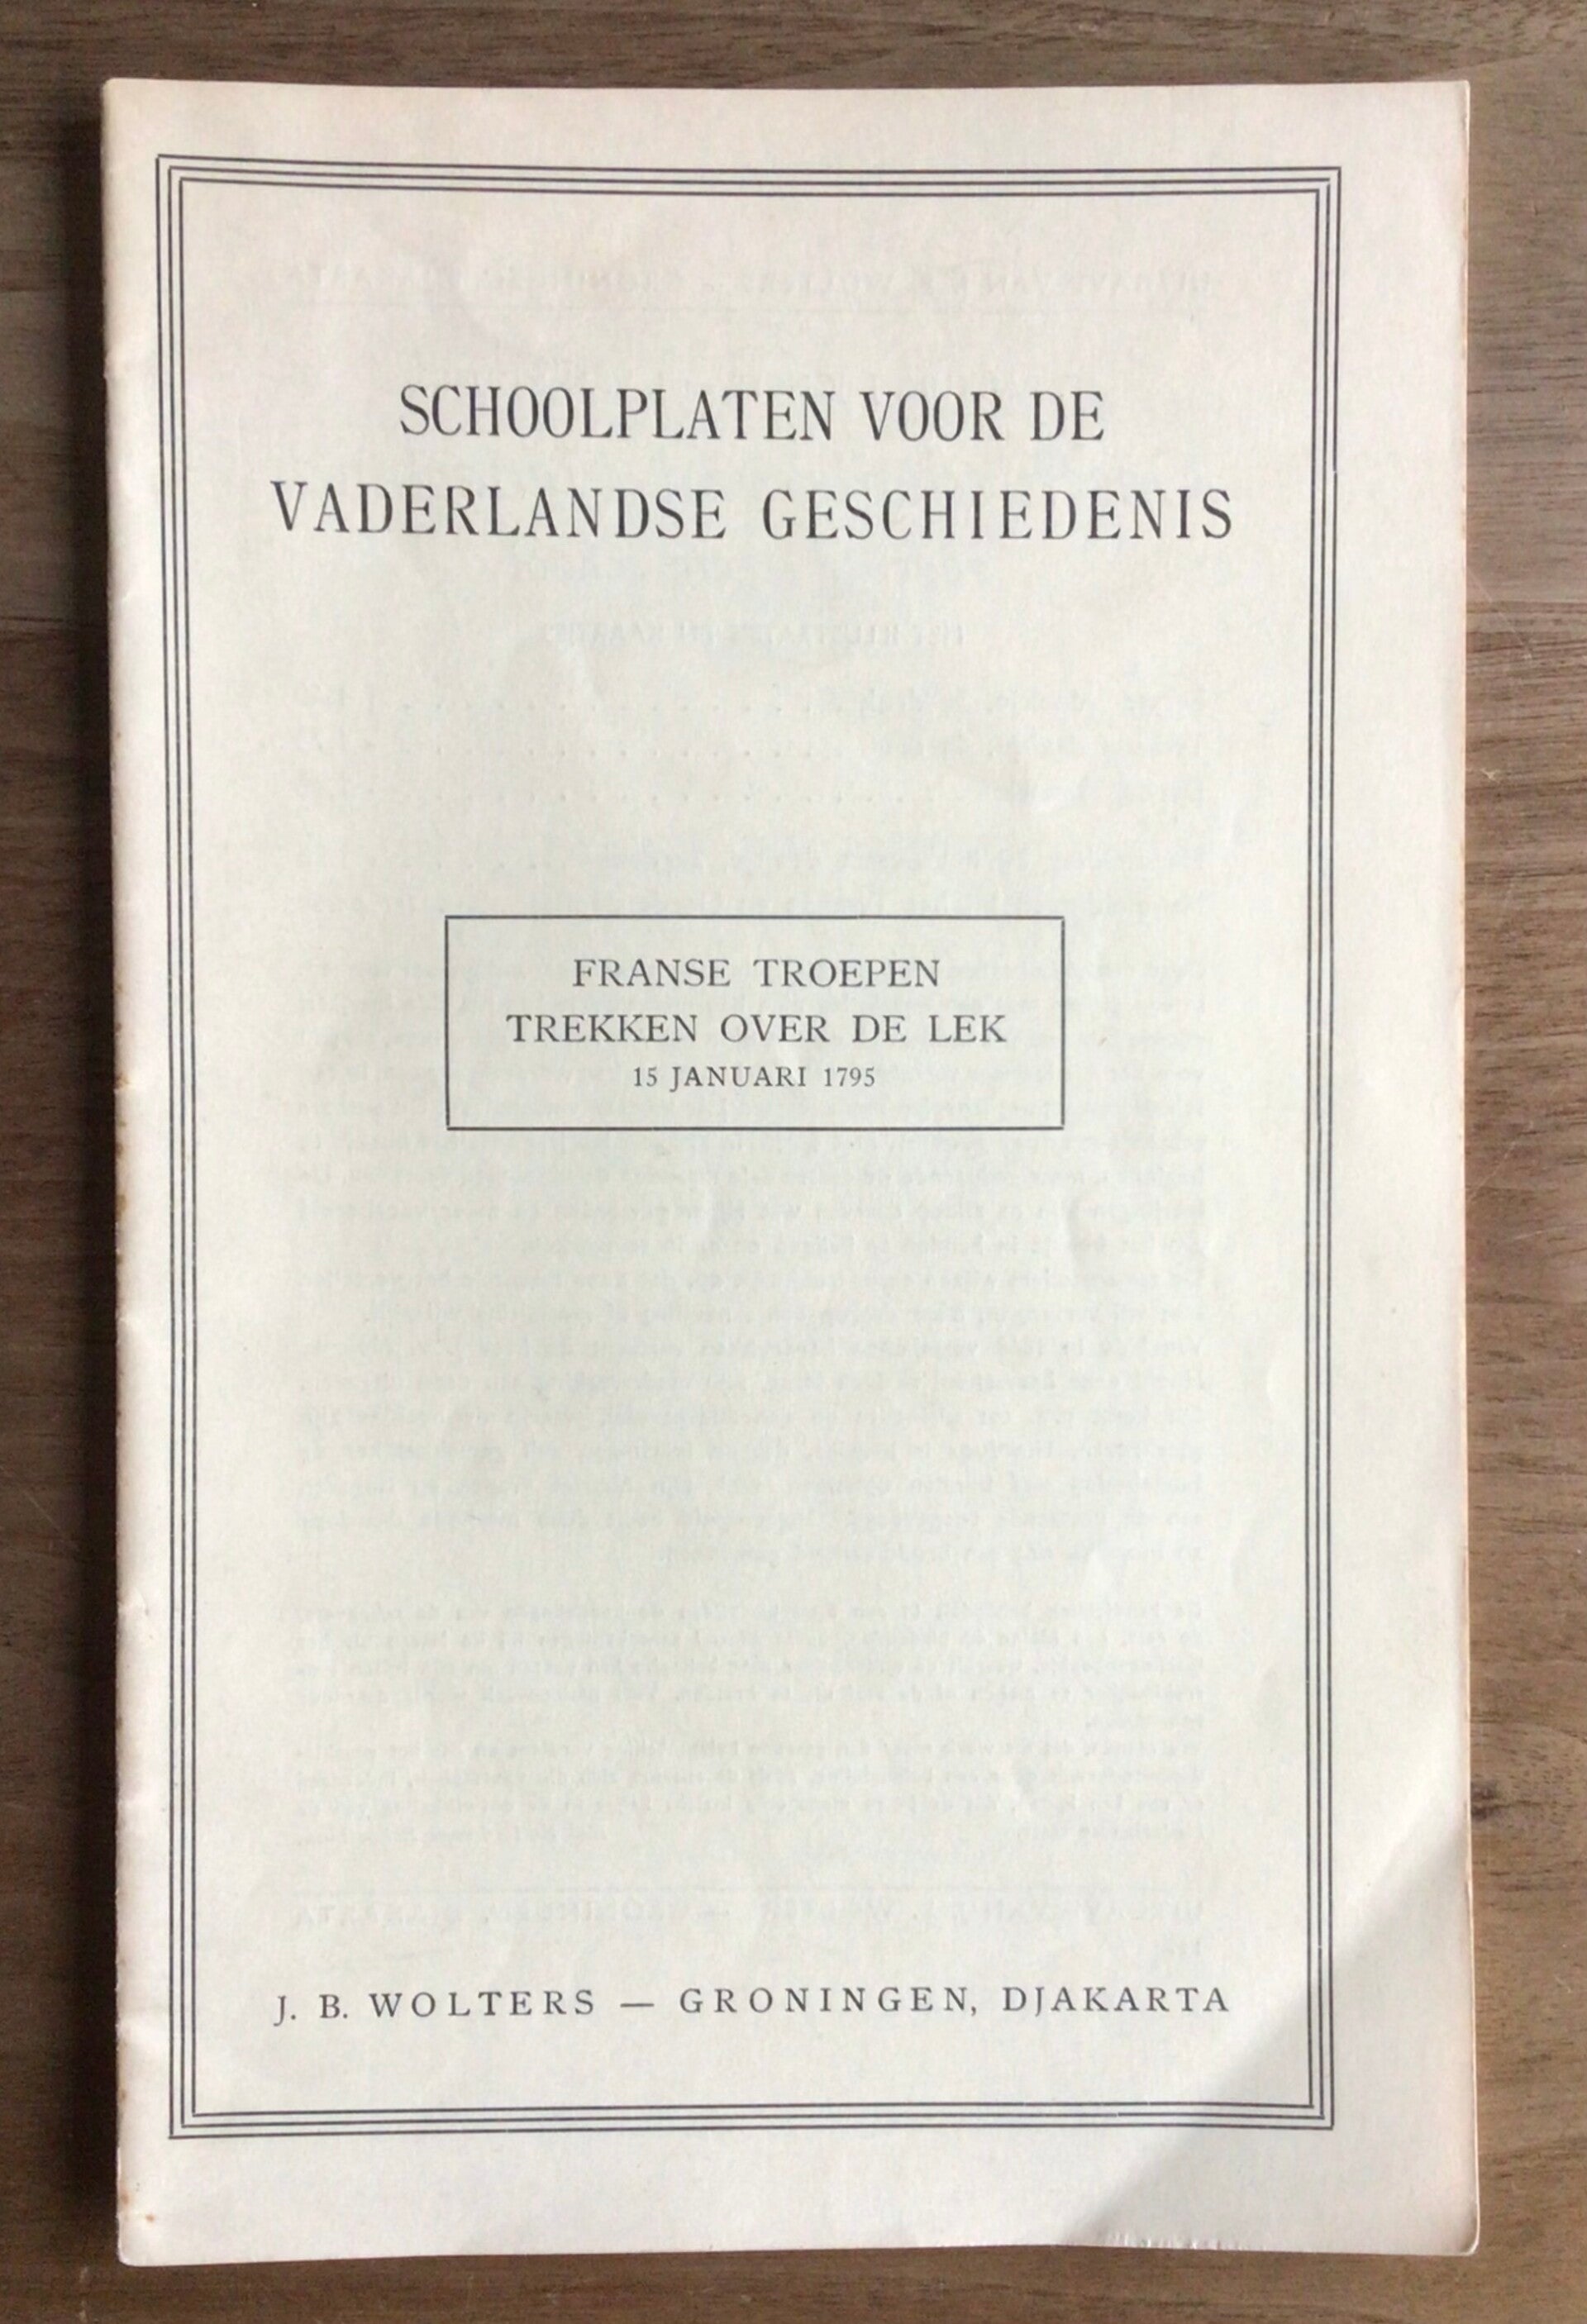 SCHOOLPLATEN VOOR DE
VADERLANDSE GESCHIEDENIS
FRANSE TROEPEN
TREKKEN OVER DE LEK
15 JANUARI 1795
J. B. WOLTERS — GRONINGEN, DJAKARTA